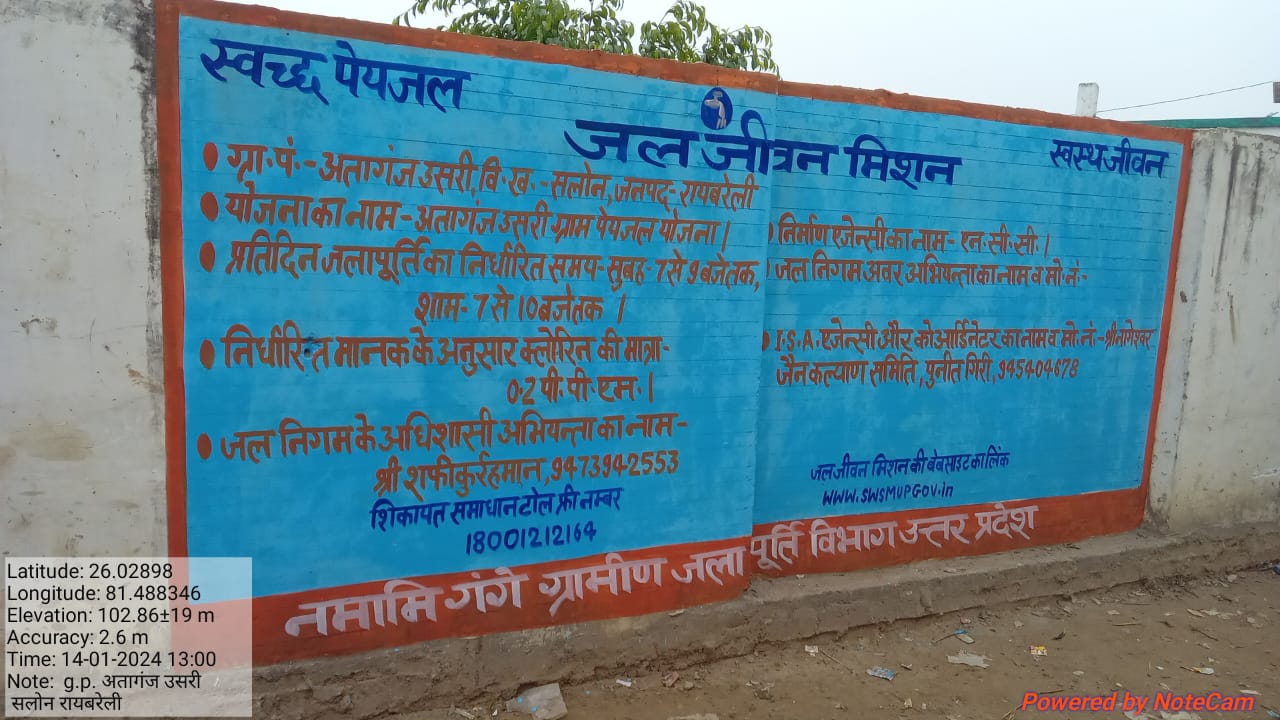 स्वच्छ पेयजल
जल जीवन मिशन
स्वस्थ जीवन
ग्रा. पं. - अतागंज उसरी, वि. ख. - सलोन, जनपद - रायबरेली
योजना का नाम - अतागंज उसरी ग्राम पेयजल योजना।
प्रतिदिन जलापूर्ति का निर्धारित समय - सुबह - 7 से 9 बजे तक,
शाम - 7 से 10 बजे तक ।
निर्धारित मानक के अनुसार क्लोरिन की मात्रा -
0.2 पी. पी. एम. ।
जल निगम के अधिशासी अभियन्ता का नाम -
श्री शफीकुर्रहमान, 9473942553
शिकायत समाधान टोल फ्री नम्बर
18001212164
निर्माण एजेन्सी का नाम - एन. सी. सी. ।
जल निगम अवर अभियन्ता का नाम व मो. नं. -
I.S.A. एजेन्सी और कोआर्डिनेटर का नाम व मो. नं. - श्री नागेश्वर
जन कल्याण समिति, पुनीत गिरी, 945404678
जल जीवन मिशन की बेबसाइट का लिंक
WWW.SWSMUPGOV.in
नमामि गंगे ग्रामीण जलापूर्ति विभाग उत्तर प्रदेश
Latitude: 26.02898
Longitude: 81.488346
Elevation: 102.86±19 m
Accuracy: 2.6 m
Time: 14-01-2024 13:00
Note: g.p. अतागंज उसरी
सलोन रायबरेली
Powered by NoteCam